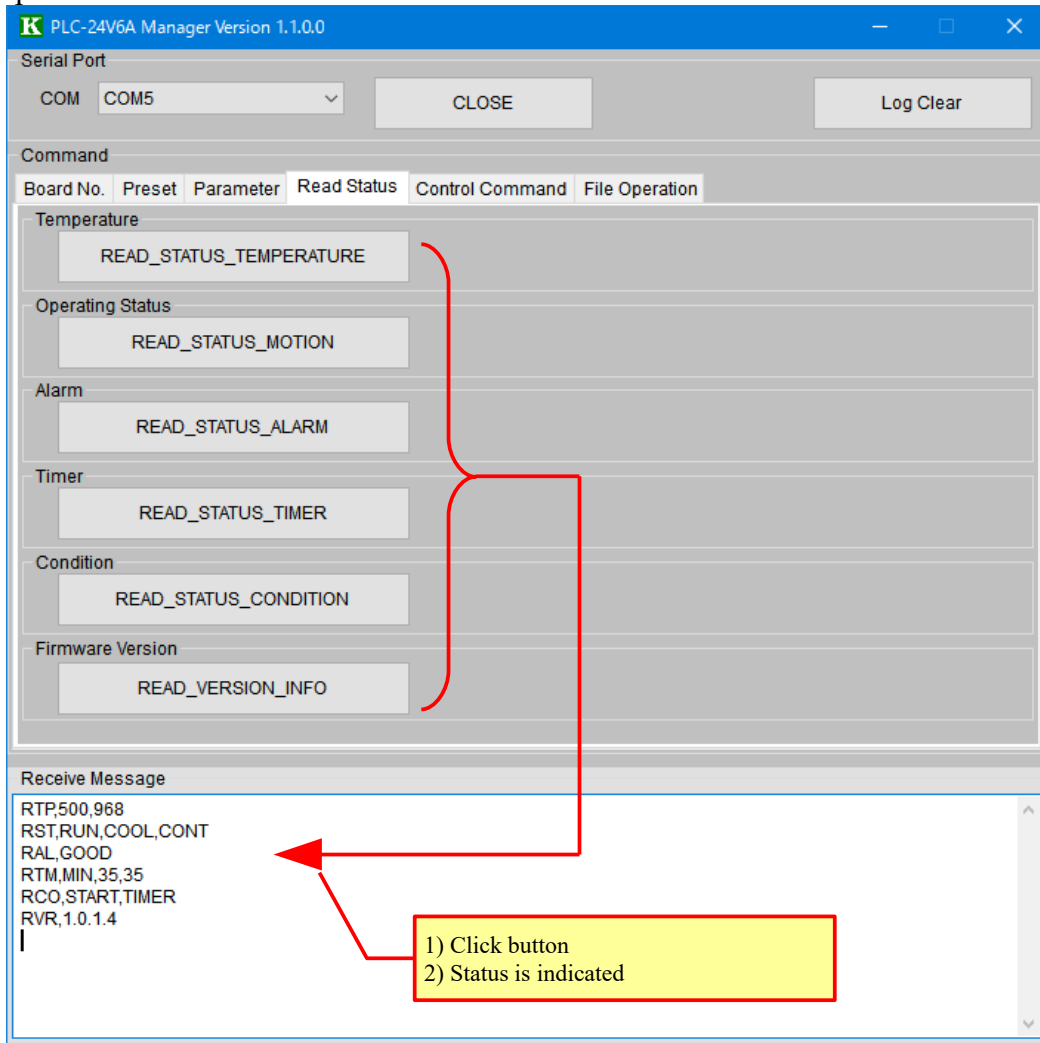 K PLC-24V6A Manager Version 1.1.0.0
Serial Port
COM COM5 CLOSE Log Clear
Command
Board No. Preset Parameter Read Status Control Command File Operation
Temperature
READ_STATUS_TEMPERATURE
Operating Status
READ_STATUS_MOTION
Alarm
READ_STATUS_ALARM
Timer
READ_STATUS_TIMER
Condition
READ_STATUS_CONDITION
Firmware Version
READ_VERSION_INFO
Receive Message
RTP,500,968
RST,RUN,COOL,CONT
RAL,GOOD
RTM,MIN,35,35
RCO,START,TIMER
RVR,1.0.1.4
1) Click button
2) Status is indicated